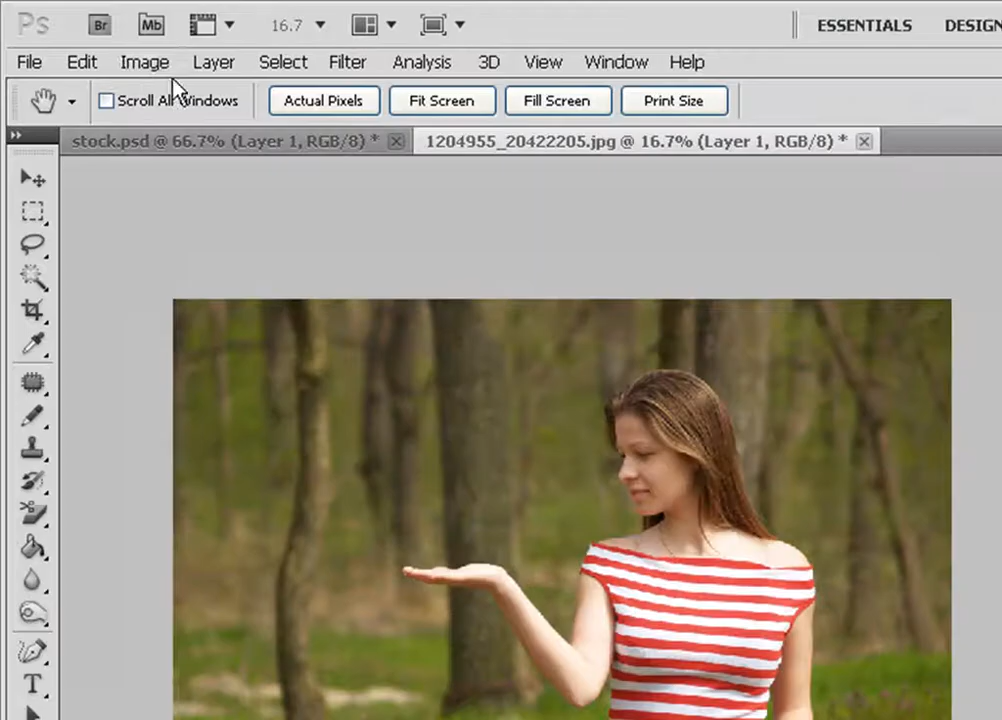 Ps Br Mb 16.7 ESSENTIALS DESIGN
File Edit Image Layer Select Filter Analysis 3D View Window Help
Scroll All Windows Actual Pixels Fit Screen Fill Screen Print Size
stock.psd @ 66.7% (Layer 1, RGB/8) * 1204955_20422205.jpg @ 16.7% (Layer 1, RGB/8) *
T